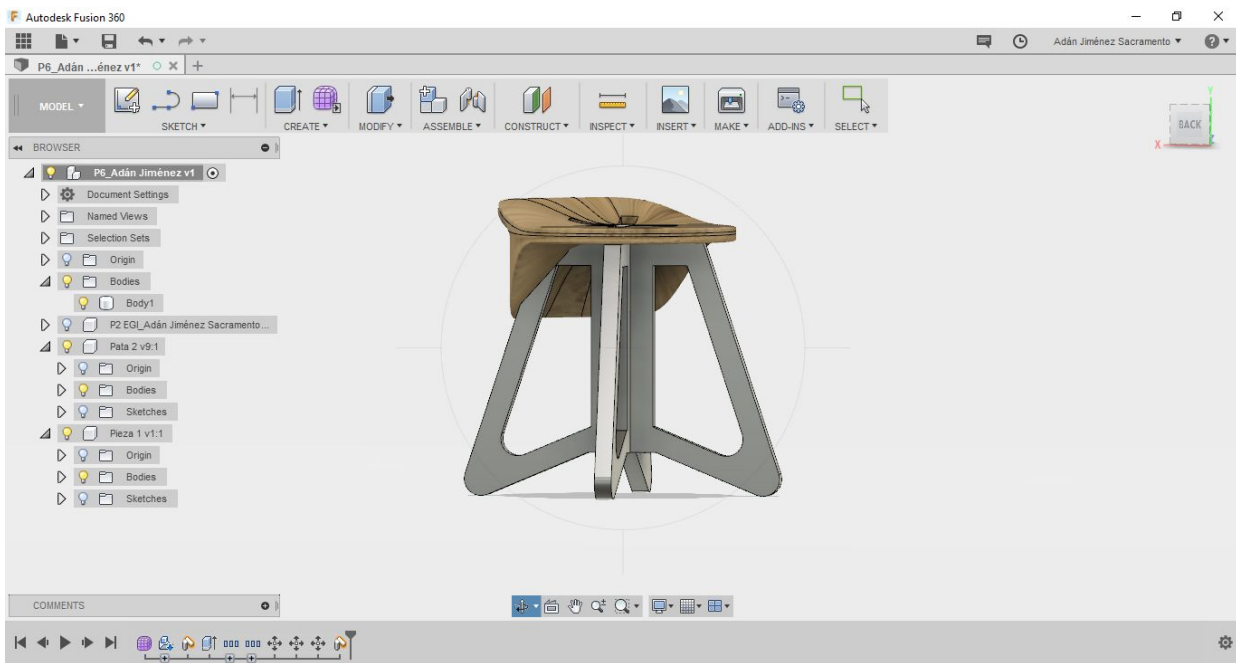 Autodesk Fusion 360
Adán Jiménez Sacramento
P6_Adán ...énez v1*
MODEL
SKETCH
CREATE
MODIFY
ASSEMBLE
CONSTRUCT
INSPECT
INSERT
MAKE
ADD-INS
SELECT
Y
BACK
X
BROWSER
P6_Adán Jiménez v1
Document Settings
Named Views
Selection Sets
Origin
Bodies
Body1
P2 EGI_Adán Jiménez Sacramento...
Pata 2 v9:1
Origin
Bodies
Sketches
Pieza 1 v1:1
Origin
Bodies
Sketches
COMMENTS